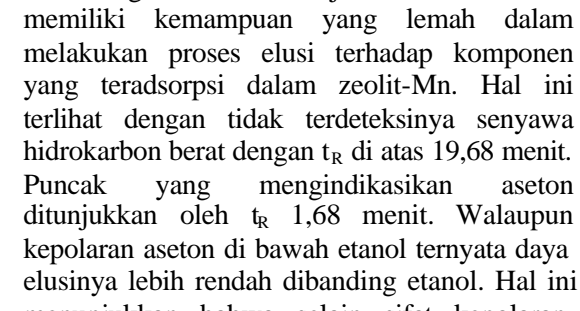 memiliki kemampuan yang lemah dalam
melakukan proses elusi terhadap komponen
yang teradsorpsi dalam zeolit-Mn. Hal ini
terlihat dengan tidak terdeteksinya senyawa
hidrokarbon berat dengan tR di atas 19,68 menit.
Puncak yang mengindikasikan aseton
ditunjukkan oleh tR 1,68 menit. Walaupun
kepolaran aseton di bawah etanol ternyata daya
elusinya lebih rendah dibanding etanol. Hal ini